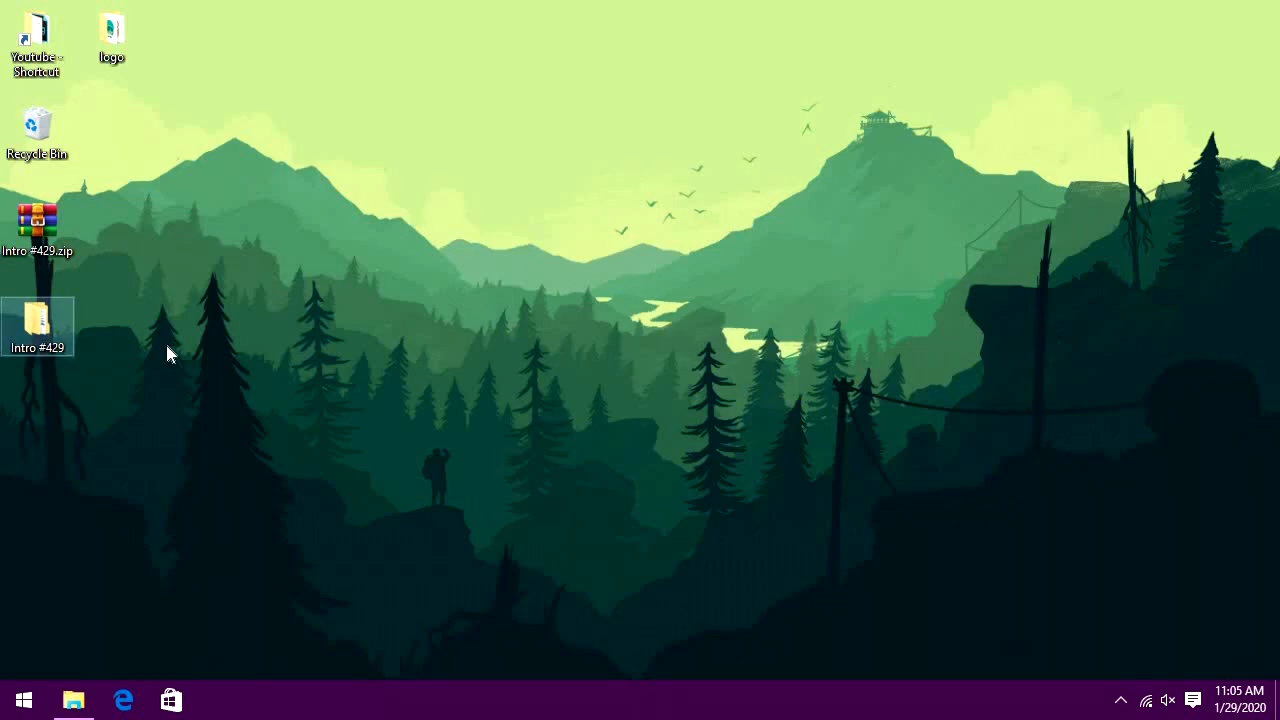 Youtube -
Shortcut
logo
Recycle Bin
Intro #429.zip
Intro #429
11:05 AM
1/29/2020